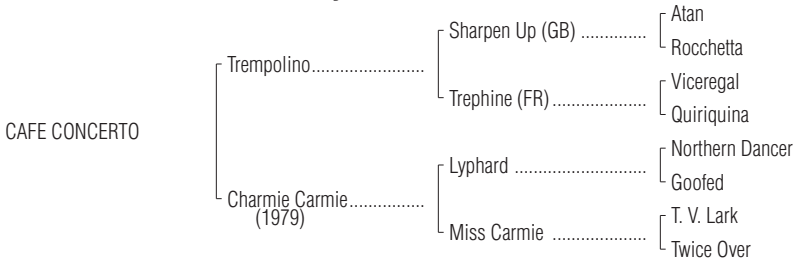 Atan
Sharpen Up (GB) ..............
Rocchetta
Trempolino........................
Viceregal
Trephine (FR) ....................
Quiriquina
CAFE CONCERTO
Northern Dancer
Lyphard ............................
Goofed
Charmie Carmie................
(1979)
T. V. Lark
Miss Carmie ....................
Twice Over